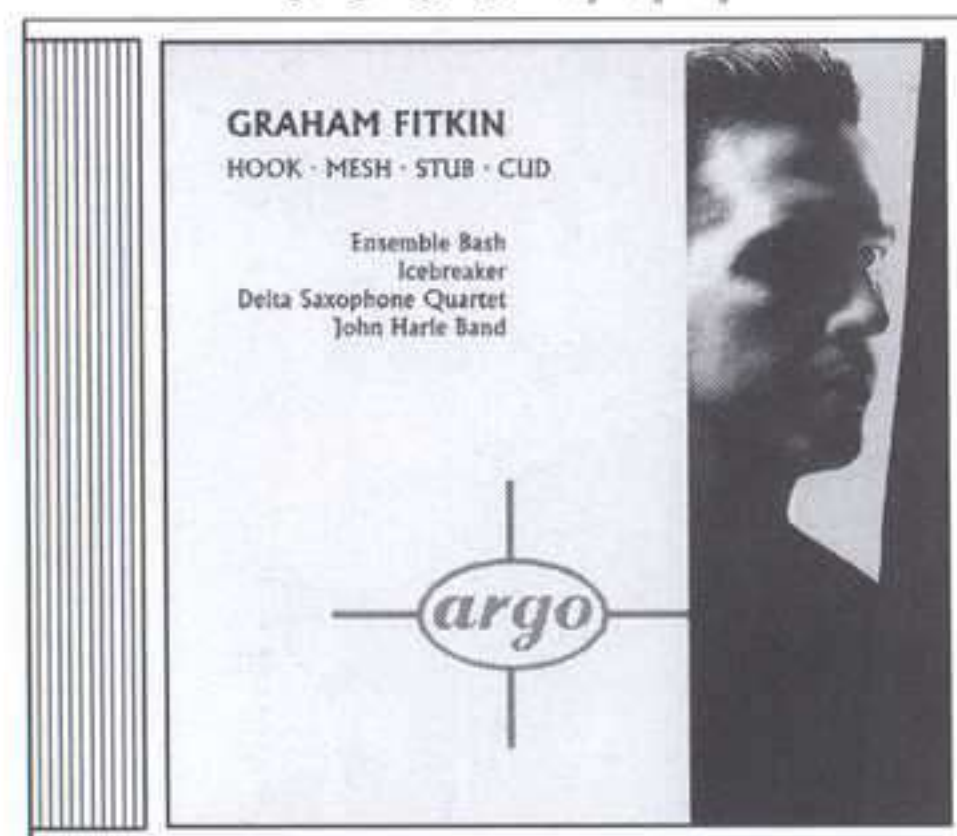 GRAHAM FITKIN
HOOK · MESH · STUB · CUD
Ensemble Bash
Icebreaker
Delta Saxophone Quartet
John Harle Band
argo